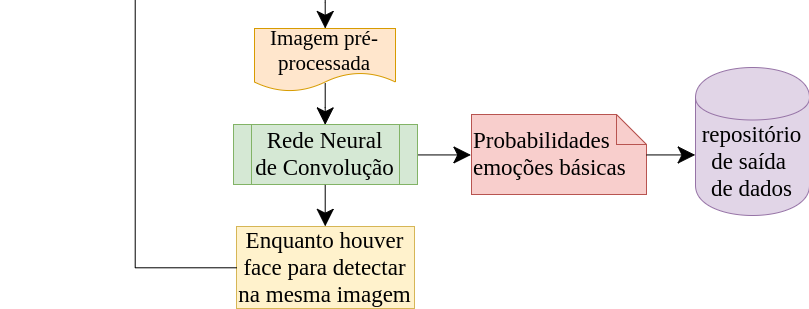 Imagem pré-
processada
Rede Neural
de Convolução
Probabilidades
emoções básicas
repositório
de saída
de dados
Enquanto houver
face para detectar
na mesma imagem